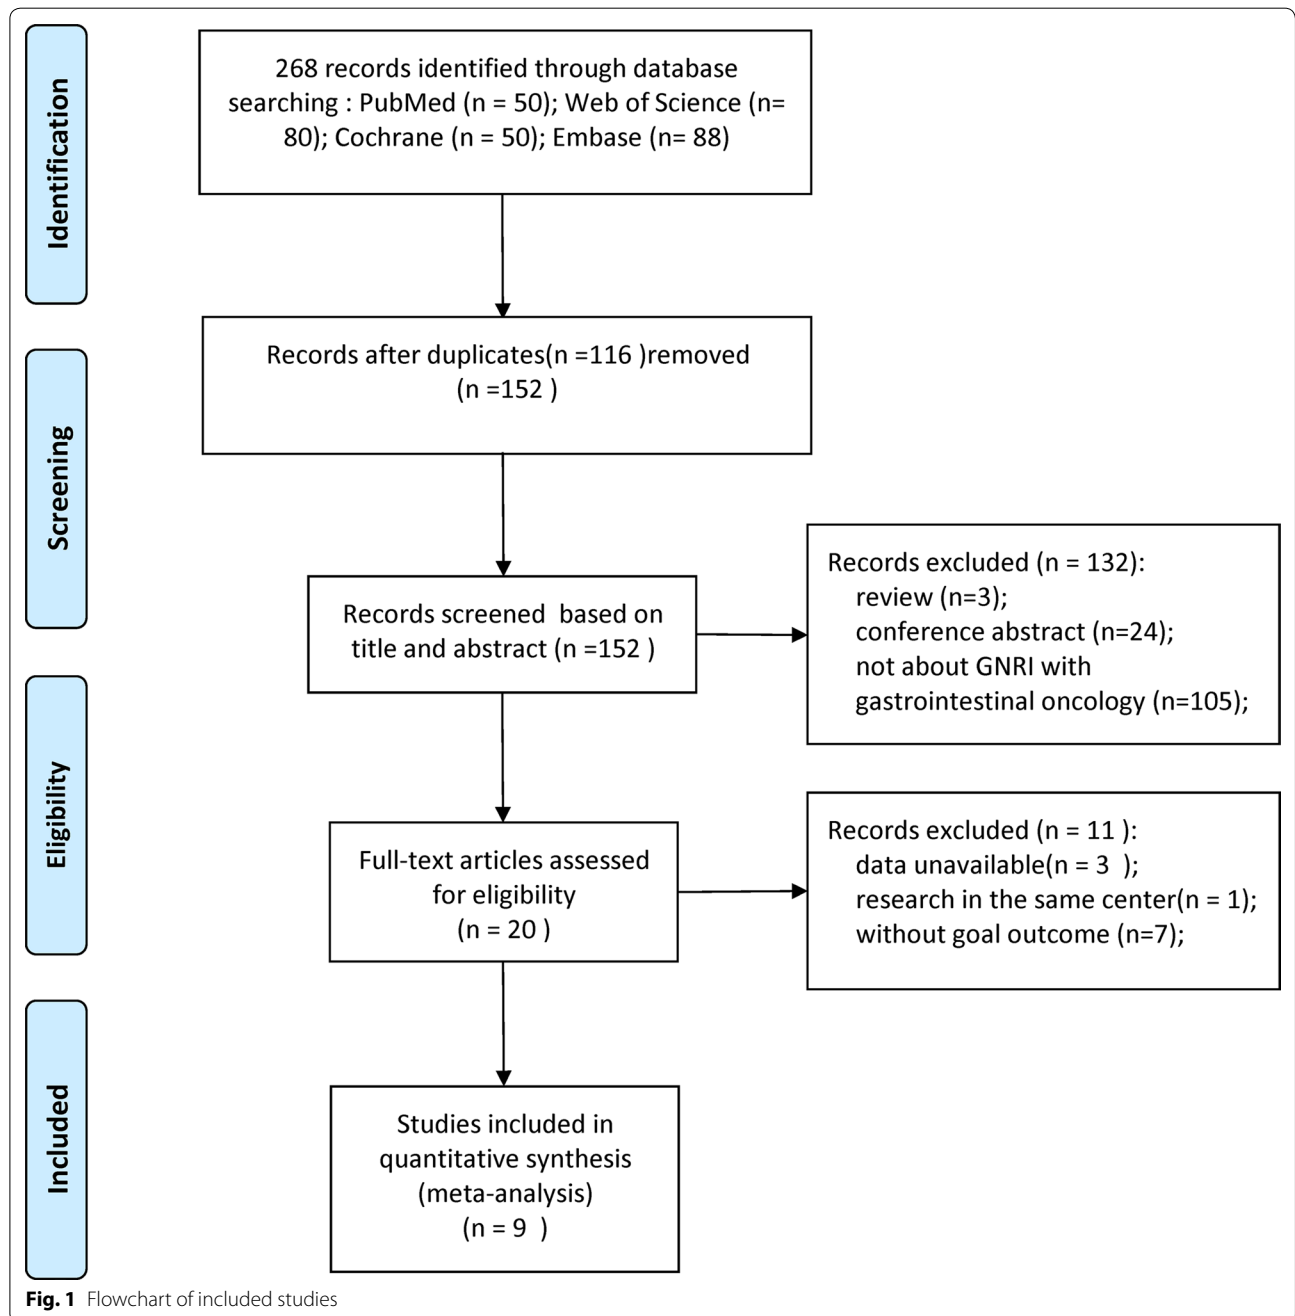 Identification
268 records identified through database
searching : PubMed (n = 50); Web of Science (n=
80); Cochrane (n = 50); Embase (n= 88)
Screening
Records after duplicates(n =116 )removed
(n =152 )
Records screened  based on
title and abstract (n =152 )
Records excluded (n = 132):
review (n=3);
conference abstract (n=24);
not about GNRI with
gastrointestinal oncology (n=105);
Eligibility
Full-text articles assessed
for eligibility
(n = 20 )
Records excluded (n = 11 ):
data unavailable(n = 3  );
research in the same center(n = 1);
without goal outcome (n=7);
Included
Studies included in
quantitative synthesis
(meta-analysis)
(n = 9  )
Fig. 1 Flowchart of included studies